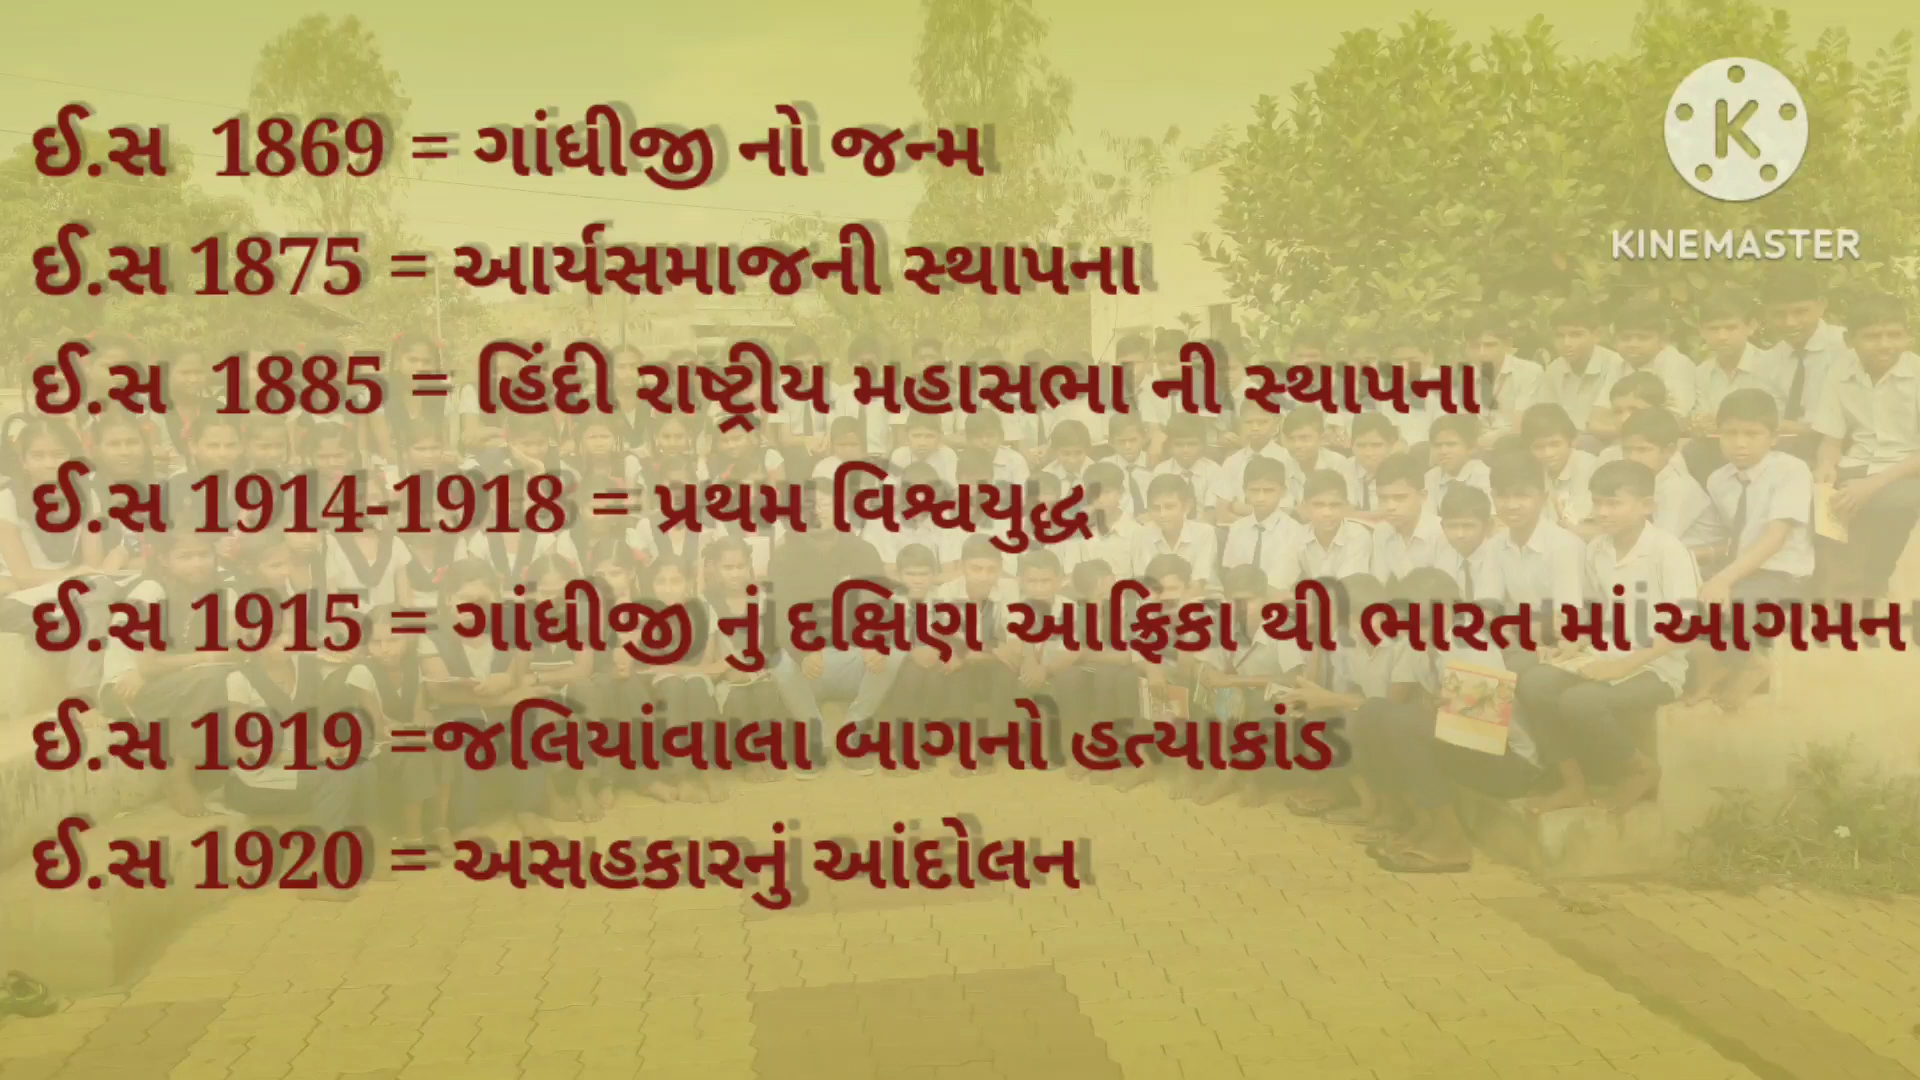 ઈ.સ  1869 = ગાંધીજી નો જન્મ
ઈ.સ 1875 = આર્યસમાજની સ્થાપના
ઈ.સ  1885 = હિંદી રાષ્ટ્રીય મહાસભા ની સ્થાપના
ઈ.સ 1914-1918 = પ્રથમ વિશ્વયુદ્ધ
ઈ.સ 1915 = ગાંધીજી નું દક્ષિણ આફ્રિકા થી ભારત માં આગમન
ઈ.સ 1919 =જલિયાંવાલા બાગનો હત્યાકાંડ
ઈ.સ 1920 = અસહકારનું આંદોલન
K
KINEMASTER